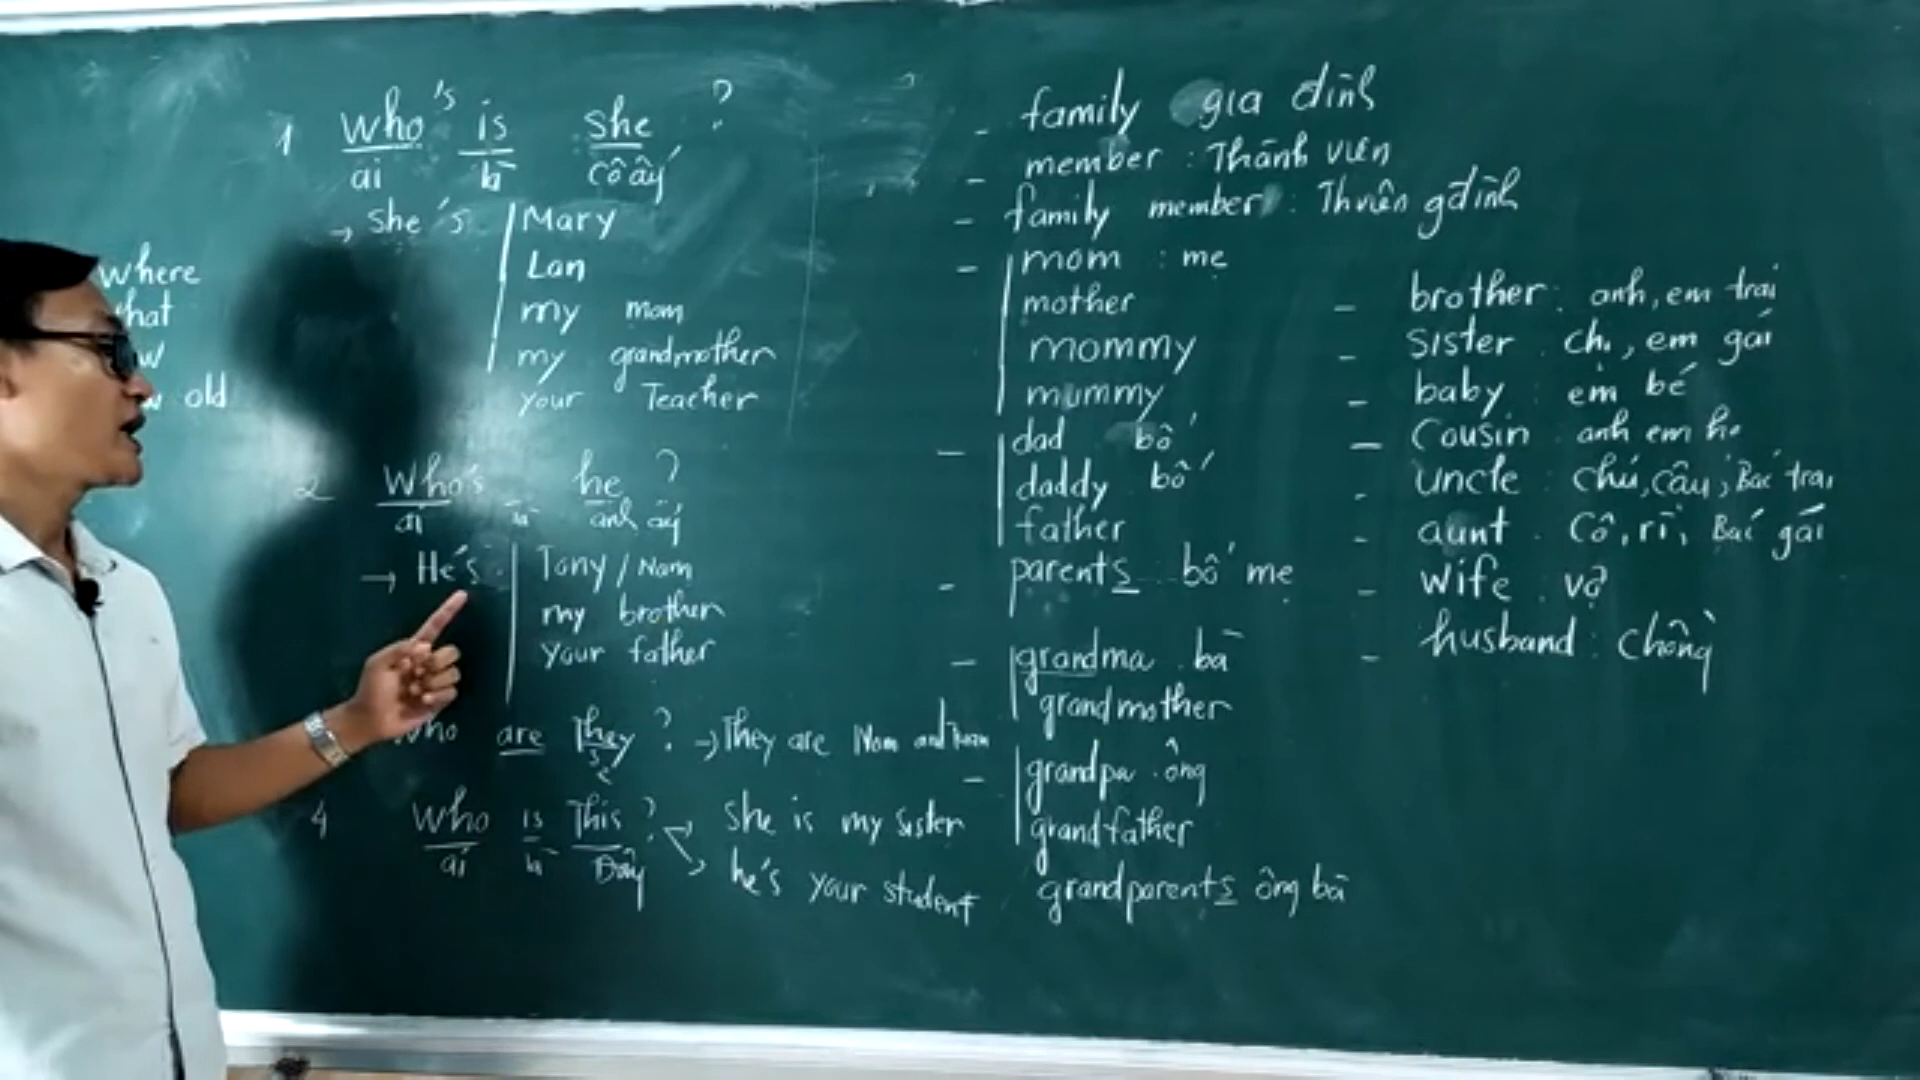 1 Who's is she ?
ai là cô ấy
→ she's Mary
Lan
my mom
my grandmother
your Teacher
where
hat
w
w old
2 Who's he ?
ai là anh ấy
→ He's Tony / Nam
my brother
your father
who are They ? → They are Nam and
4 Who is This ? she is my sister
ai là Đây he's your student
- family gia đình
- member : Thành viên
- family member : Thviên gđình
- mom : mẹ
mother
mommy
mummy
- dad bố
daddy bố
father
- parents : bố mẹ
- grandma . bà
grandmother
- grandpa . ông
grandfather
grandparents ông bà
- brother : anh, em trai
- sister : chị, em gái
- baby : em bé
- Cousin : anh em họ
- uncle : chú, cậu, Bác trai
- aunt . Cô, rì, Bác gái
- wife : vợ
- husband : chồng